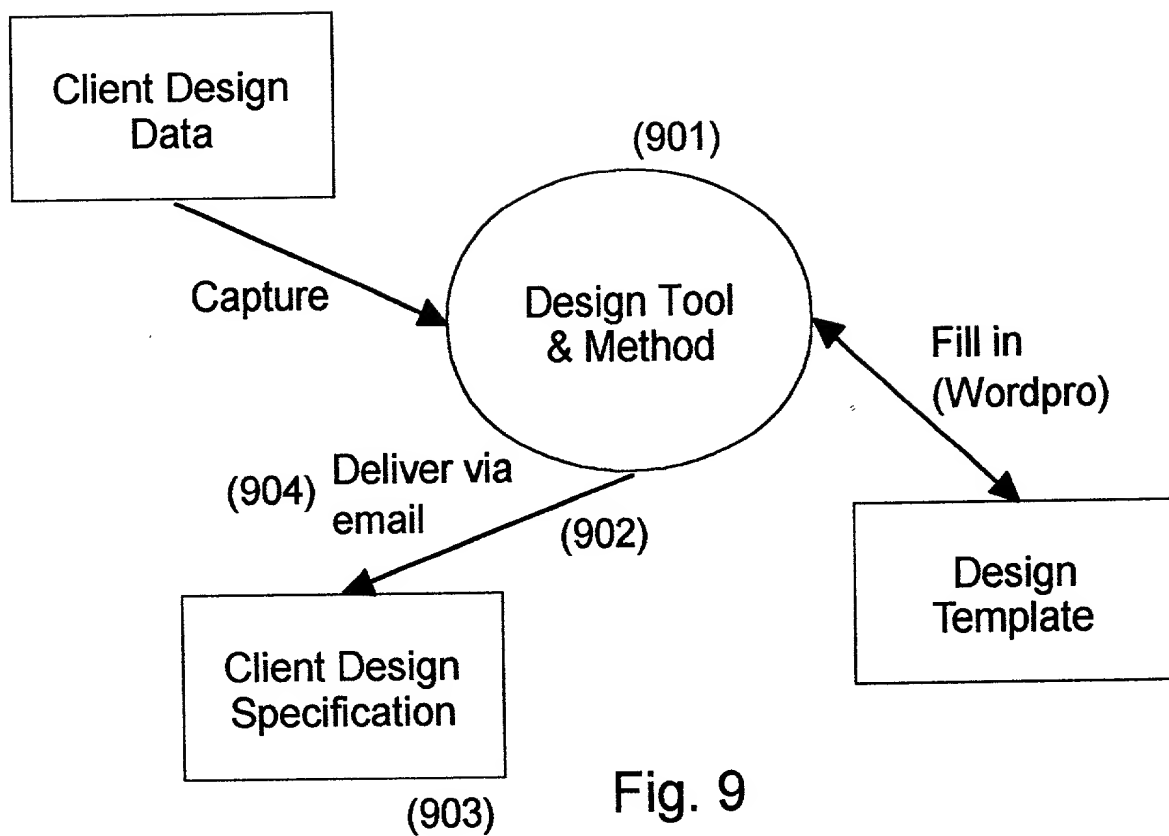 Client Design
Data
(901)
Capture
Design Tool
& Method
Fill in
(Wordpro)
(904)
Deliver via
email
(902)
Design
Template
Client Design
Specification
(903)
Fig. 9